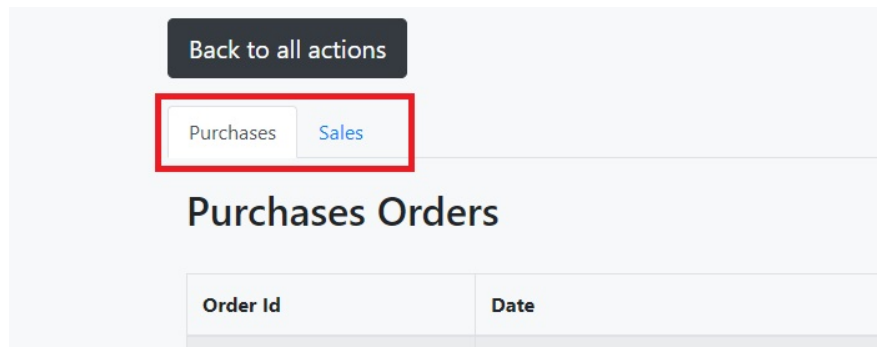 Back to all actions
Purchases Sales
Purchases Orders
Order Id Date